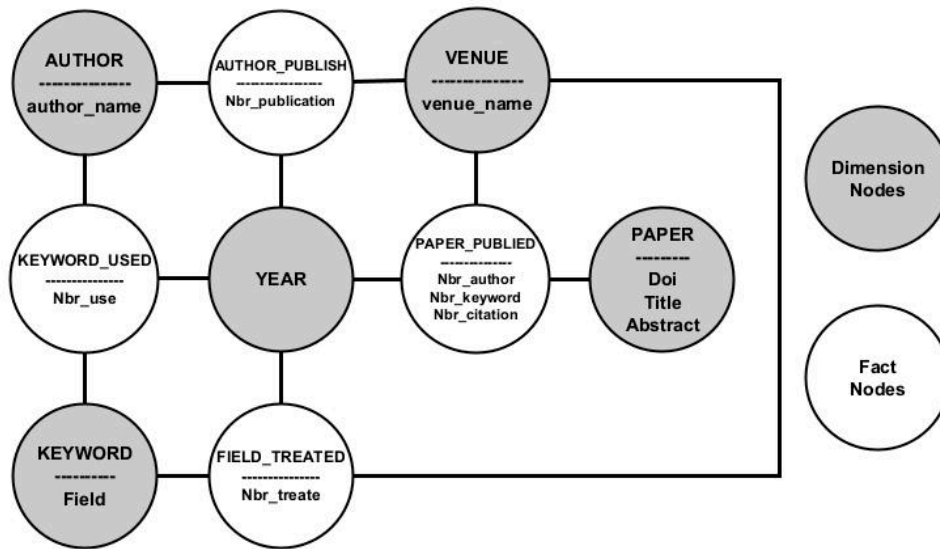 AUTHOR
---------------
author_name
AUTHOR_PUBLISH
------------------
Nbr_publication
VENUE
---------------
venue_name
Dimension
Nodes
KEYWORD_USED
---------------
Nbr_use
YEAR
PAPER_PUBLIED
---------------
Nbr_author
Nbr_keyword
Nbr_citation
PAPER
---------
Doi
Title
Abstract
Fact
Nodes
KEYWORD
----------
Field
FIELD_TREATED
---------------
Nbr_treate